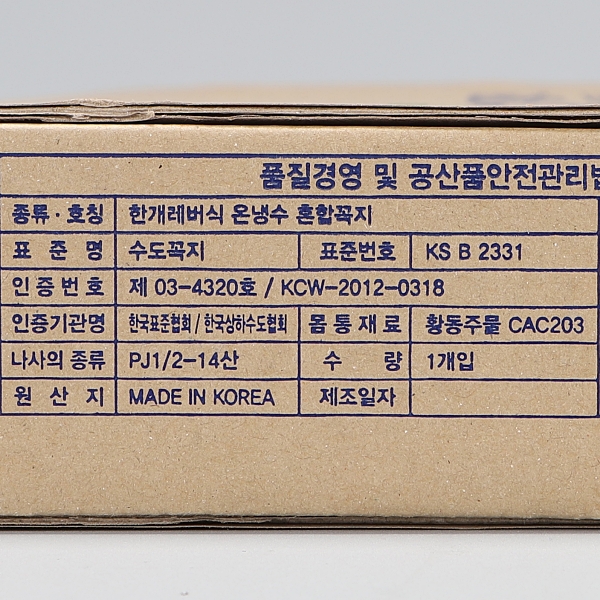 품질경영 및 공산품안전관리법
종류 · 호칭 한개레버식 온냉수 혼합꼭지
표 준 명 수도꼭지 표준번호 KS B 2331
인 증 번 호 제 03-4320호 / KCW-2012-0318
인증기관명 한국표준협회 / 한국상하수도협회 몸 통 재 료 황동주물 CAC203
나사의 종류 PJ1/2-14산 수 량 1개입
원 산 지 MADE IN KOREA 제조일자